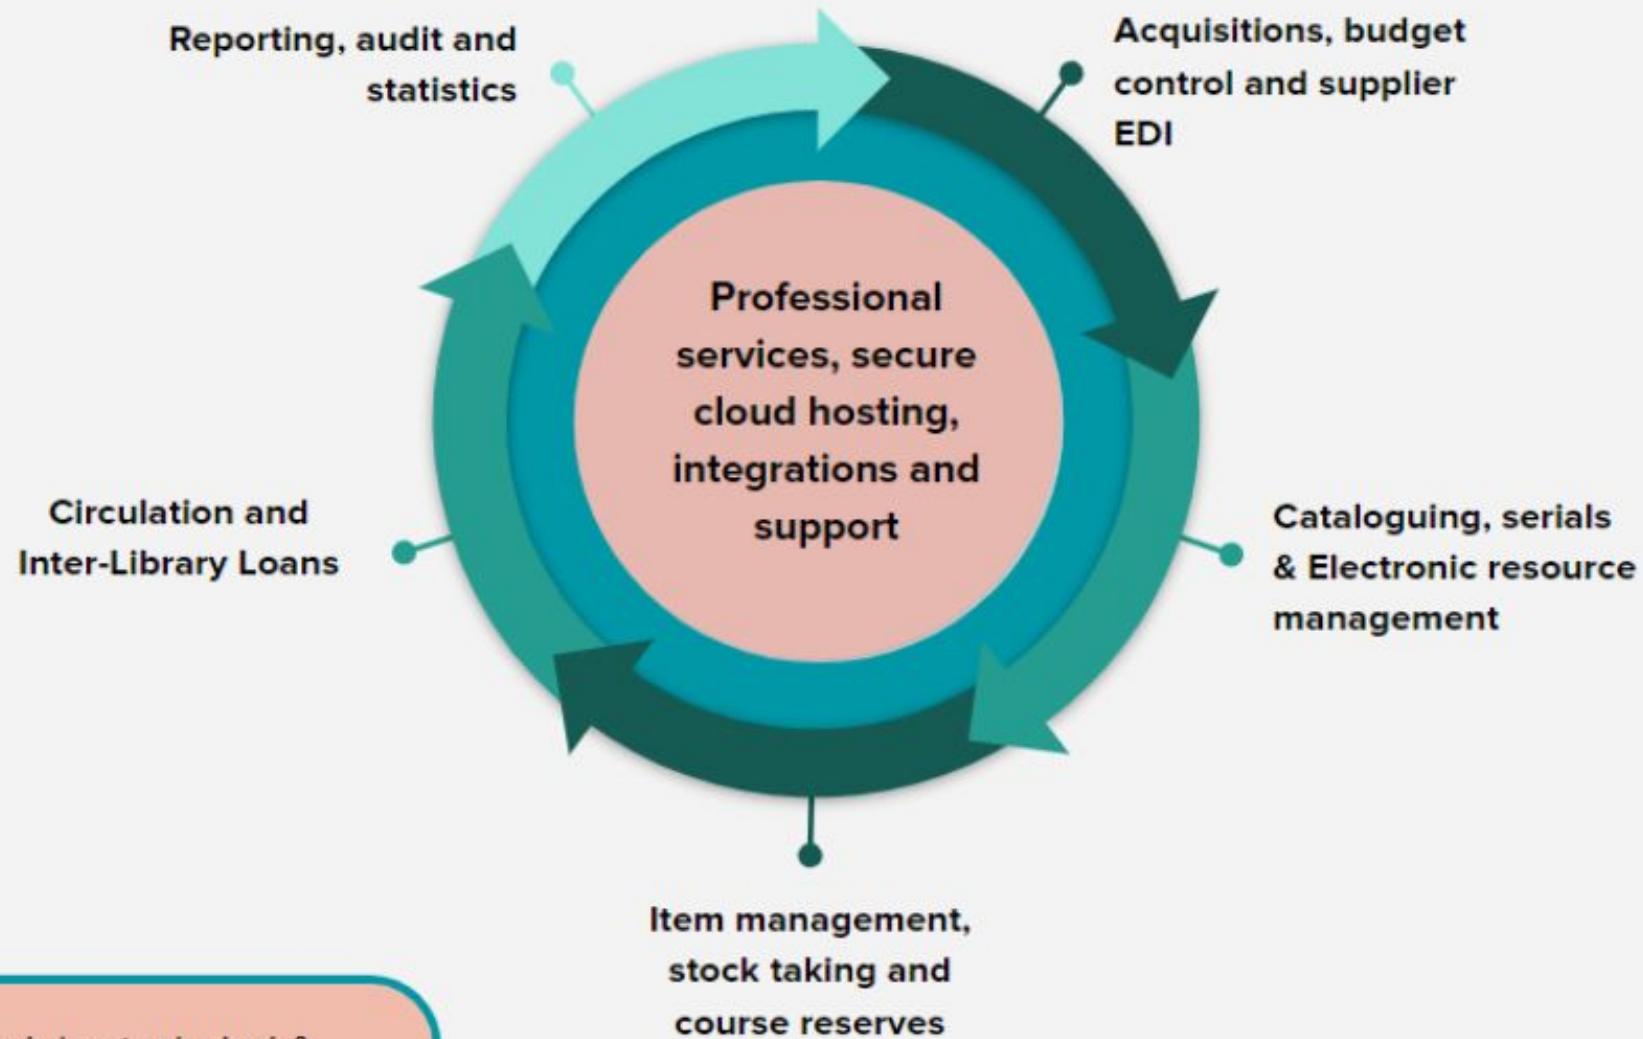 Reporting, audit and
statistics
Acquisitions, budget
control and supplier
EDI
Professional
services, secure
cloud hosting,
integrations and
support
Circulation and
Inter-Library Loans
Cataloguing, serials
& Electronic resource
management
Item management,
stock taking and
course reserves